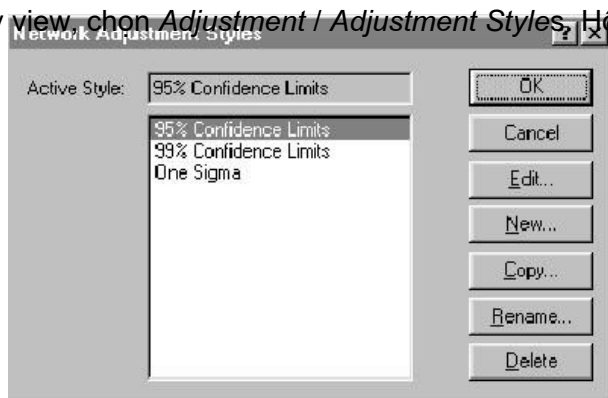 view, chon Adjustment / Adjustment Styles. Hô
Network Adjustment Styles
Active Style: 95% Confidence Limits
OK
95% Confidence Limits
99% Confidence Limits
One Sigma
Cancel
Edit...
New...
Copy...
Rename...
Delete